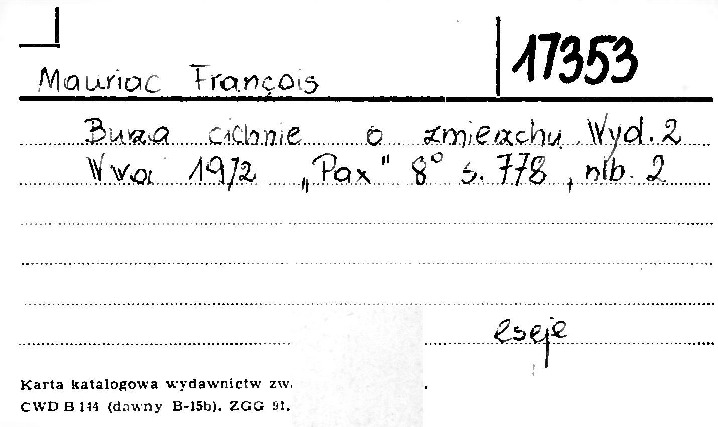 17353
Mauriac François
Burza cichnie o zmierzchu. Wyd. 2
W-wa 1972 „Pax" 8° s. 778, nlb. 2
eseje
Karta katalogowa wydawnictw zw.
CWD B 144 (dawny B-15b). ZGG 91.